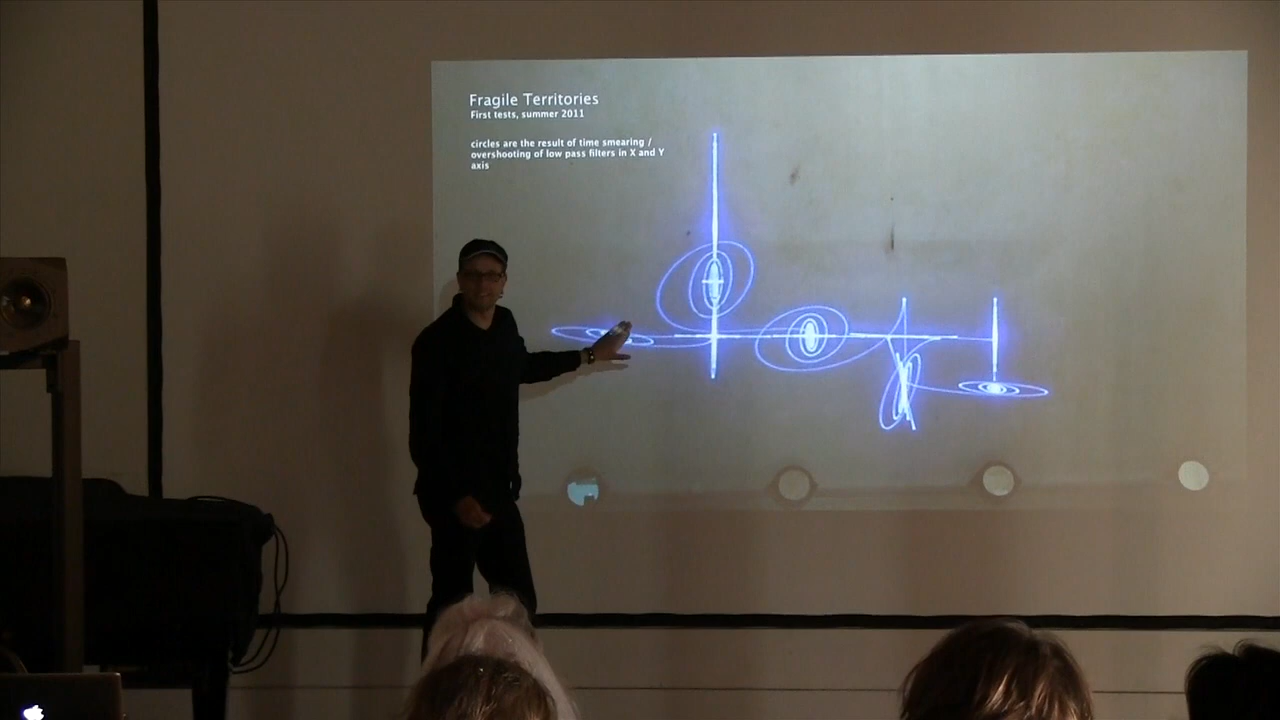 Fragile Territories
First tests, summer 2011
circles are the result of time smearing /
overshooting of low pass filters in X and Y
axis